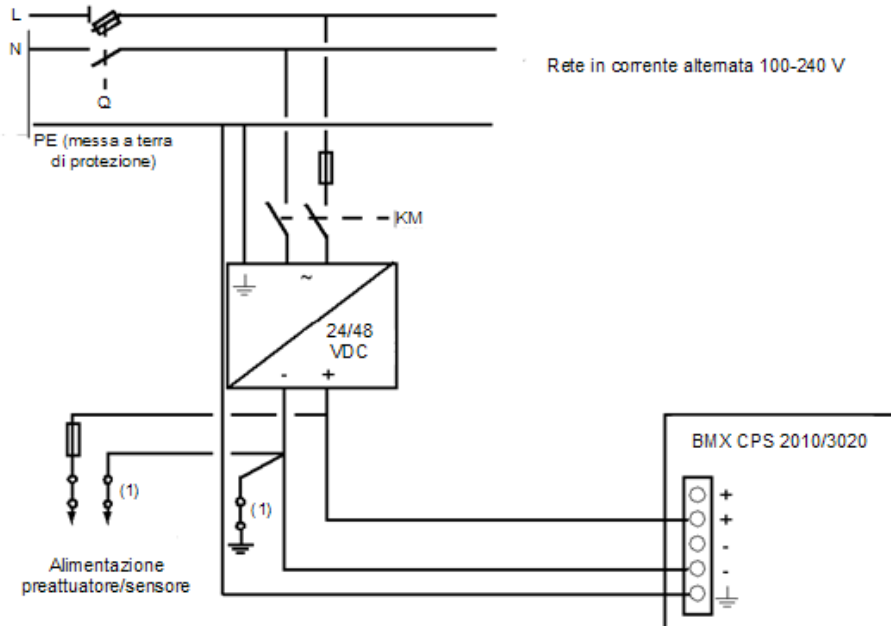 L
N
Q
Rete in corrente alternata 100-240 V
PE (messa a terra
di protezione)
KM
~
24/48
VDC
- +
BMX CPS 2010/3020
+
+
-
-
(1)
(1)
Alimentazione
preattuatore/sensore